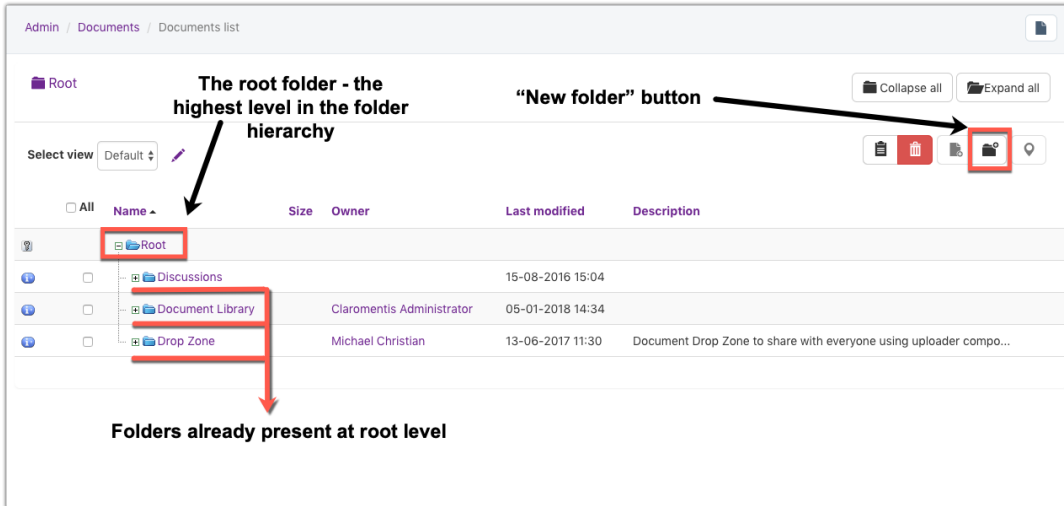 Admin / Documents / Documents list
Root
The root folder - the
highest level in the folder
hierarchy
“New folder” button
Collapse all
Expand all
Select view Default
All Name Size Owner Last modified Description
Root
Discussions 15-08-2016 15:04
Document Library Claromentis Administrator 05-01-2018 14:34
Drop Zone Michael Christian 13-06-2017 11:30 Document Drop Zone to share with everyone using uploader compo...
Folders already present at root level